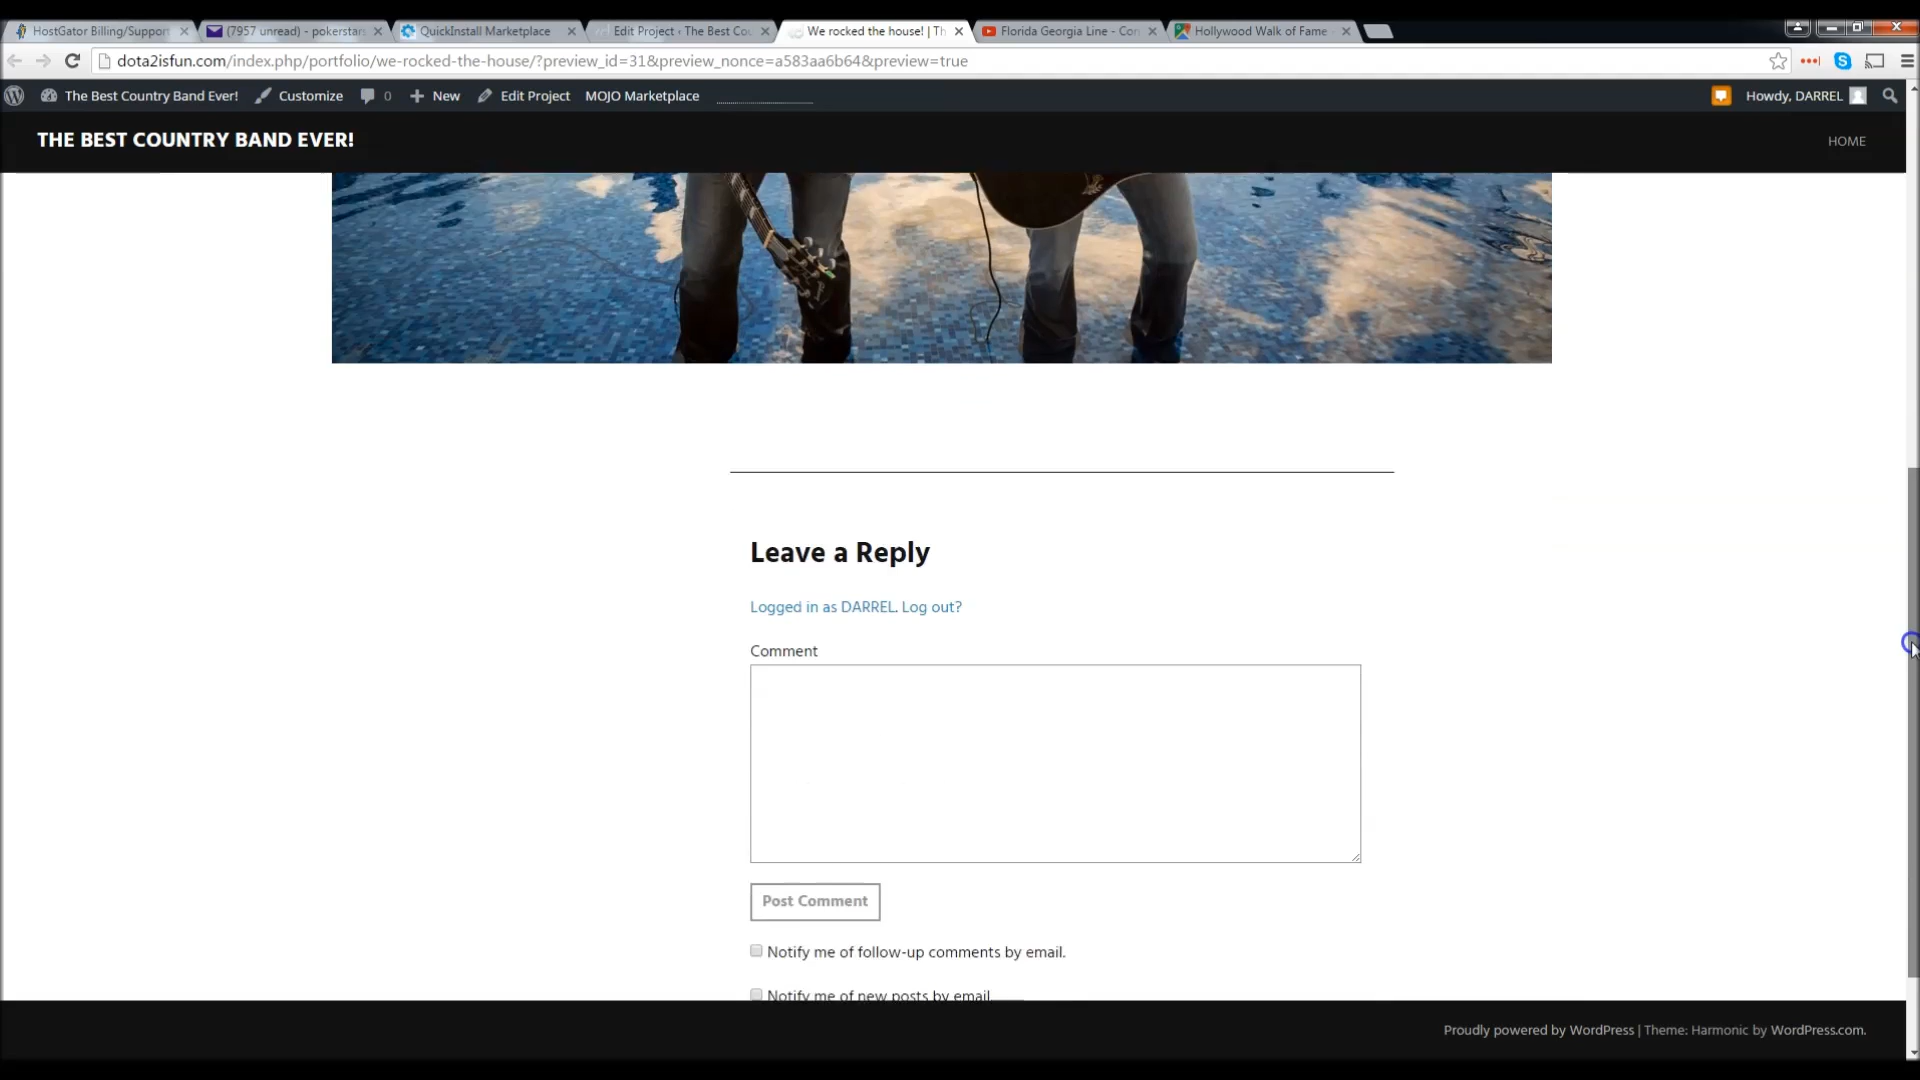 HostGator Billing/Support
(7957 unread) - pokerstar
QuickInstall Marketplace
Edit Project ‹ The Best Cou
We rocked the house! | Th
Florida Georgia Line - Con
Hollywood Walk of Fame -
dota2isfun.com/index.php/portfolio/we-rocked-the-house/?preview_id=31&preview_nonce=a583aa6b64&preview=true
The Best Country Band Ever! Customize 0 New Edit Project MOJO Marketplace Howdy, DARREL
THE BEST COUNTRY BAND EVER! HOME
Leave a Reply
Logged in as DARREL. Log out?
Comment
Post Comment
Notify me of follow-up comments by email.
Notify me of new posts by email.
Proudly powered by WordPress | Theme: Harmonic by WordPress.com.